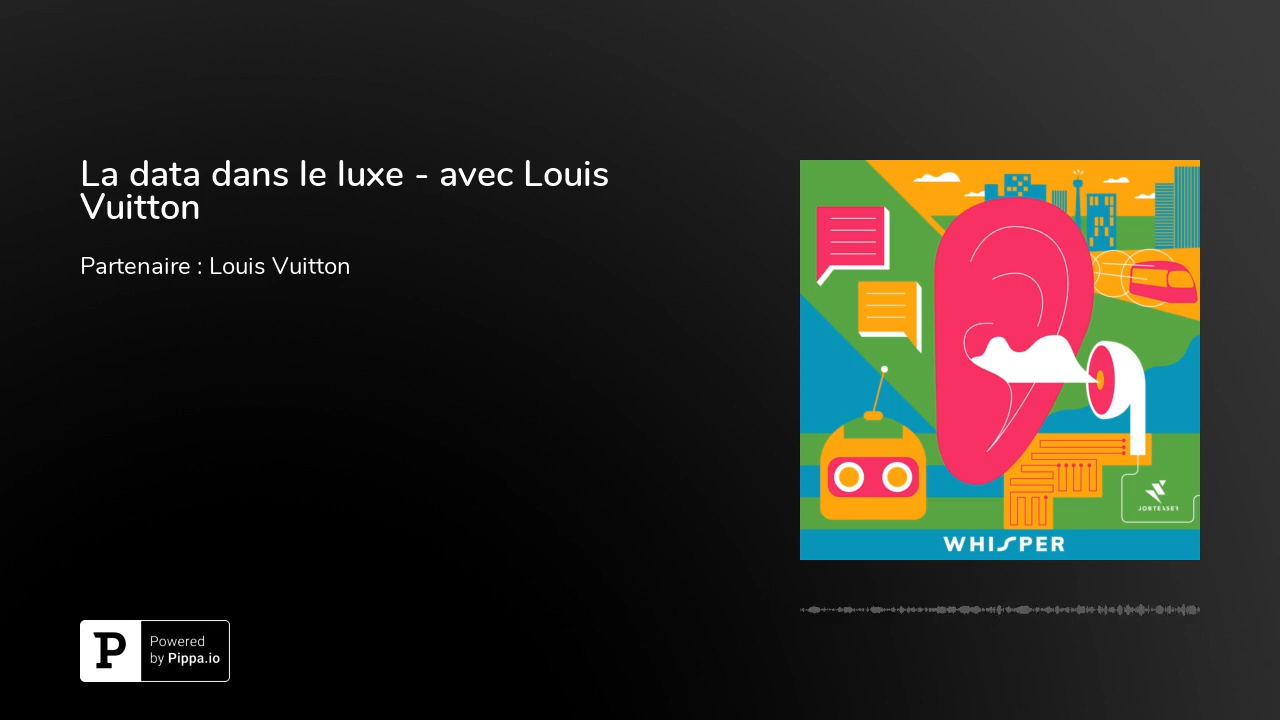 La data dans le luxe - avec Louis
Vuitton
Partenaire : Louis Vuitton
JOBTEASER
WHISPER
P
Powered
by Pippa.io